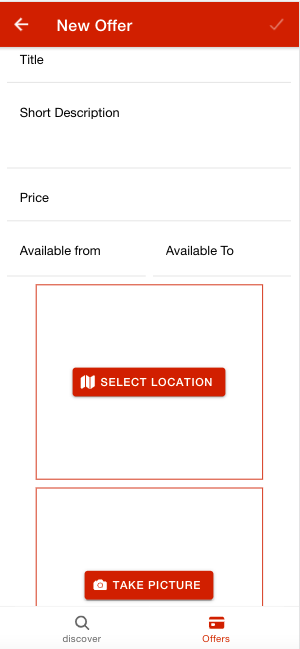 New Offer
Title
Short Description
Price
Available from Available To
SELECT LOCATION
TAKE PICTURE
discover Offers